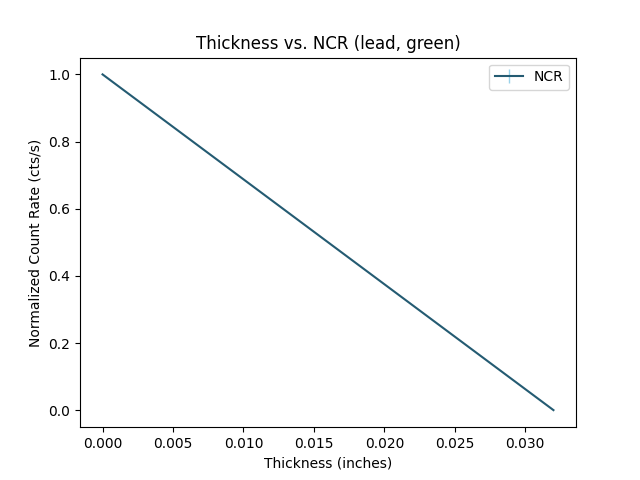 Thickness vs. NCR (lead, green)
NCR
Normalized Count Rate (cts/s)
1.0
0.8
0.6
0.4
0.2
0.0
0.000 0.005 0.010 0.015 0.020 0.025 0.030
Thickness (inches)